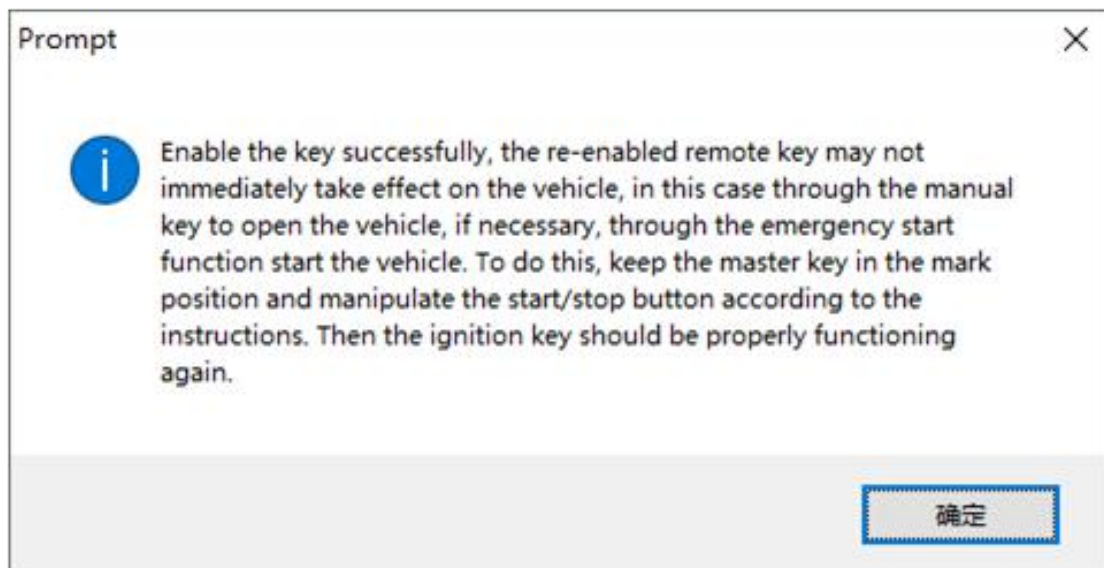 Prompt
Enable the key successfully, the re-enabled remote key may not
immediately take effect on the vehicle, in this case through the manual
key to open the vehicle, if necessary, through the emergency start
function start the vehicle. To do this, keep the master key in the mark
position and manipulate the start/stop button according to the
instructions. Then the ignition key should be properly functioning
again.
确定